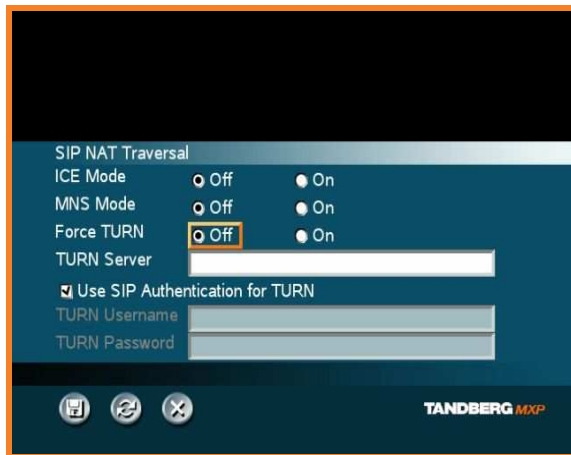 SIP NAT Traversal
ICE Mode Off On
MNS Mode Off On
Force TURN Off On
TURN Server
Use SIP Authentication for TURN
TURN Username
TURN Password
TANDBERG MXP